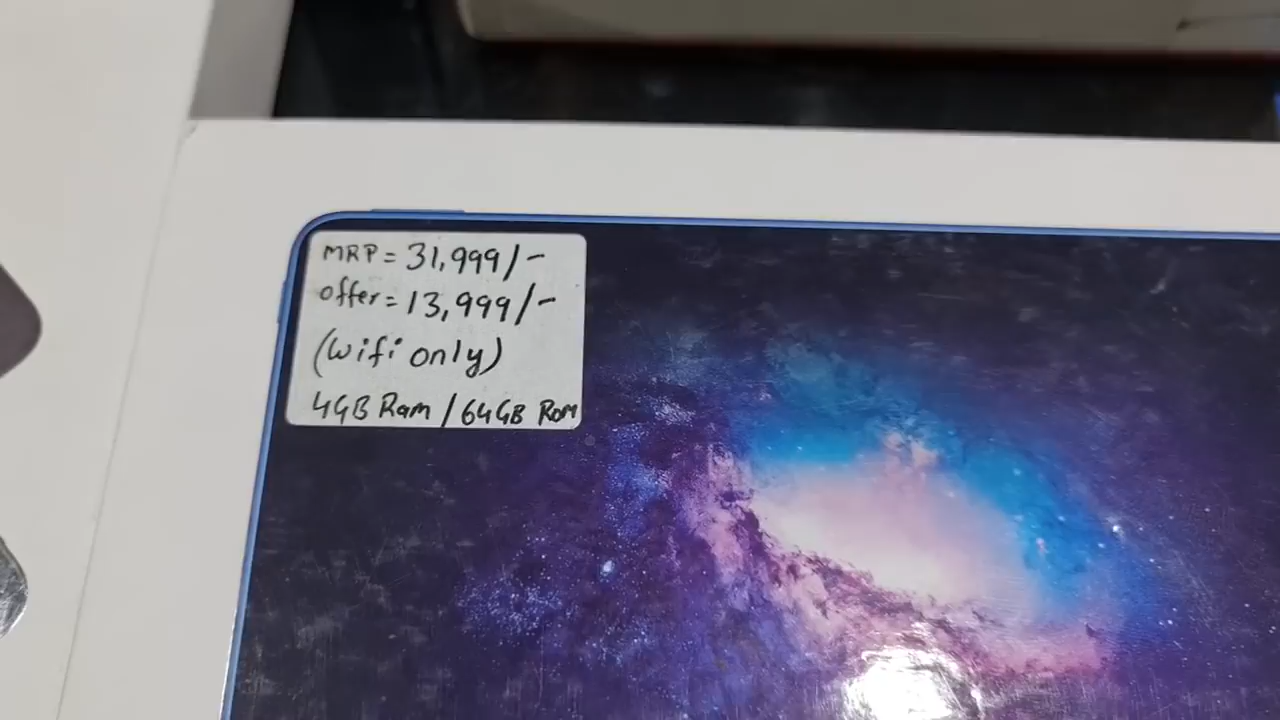 MRP = 31,999/-
offer = 13,999/-
(wifi only)
4GB Ram / 64GB Rom